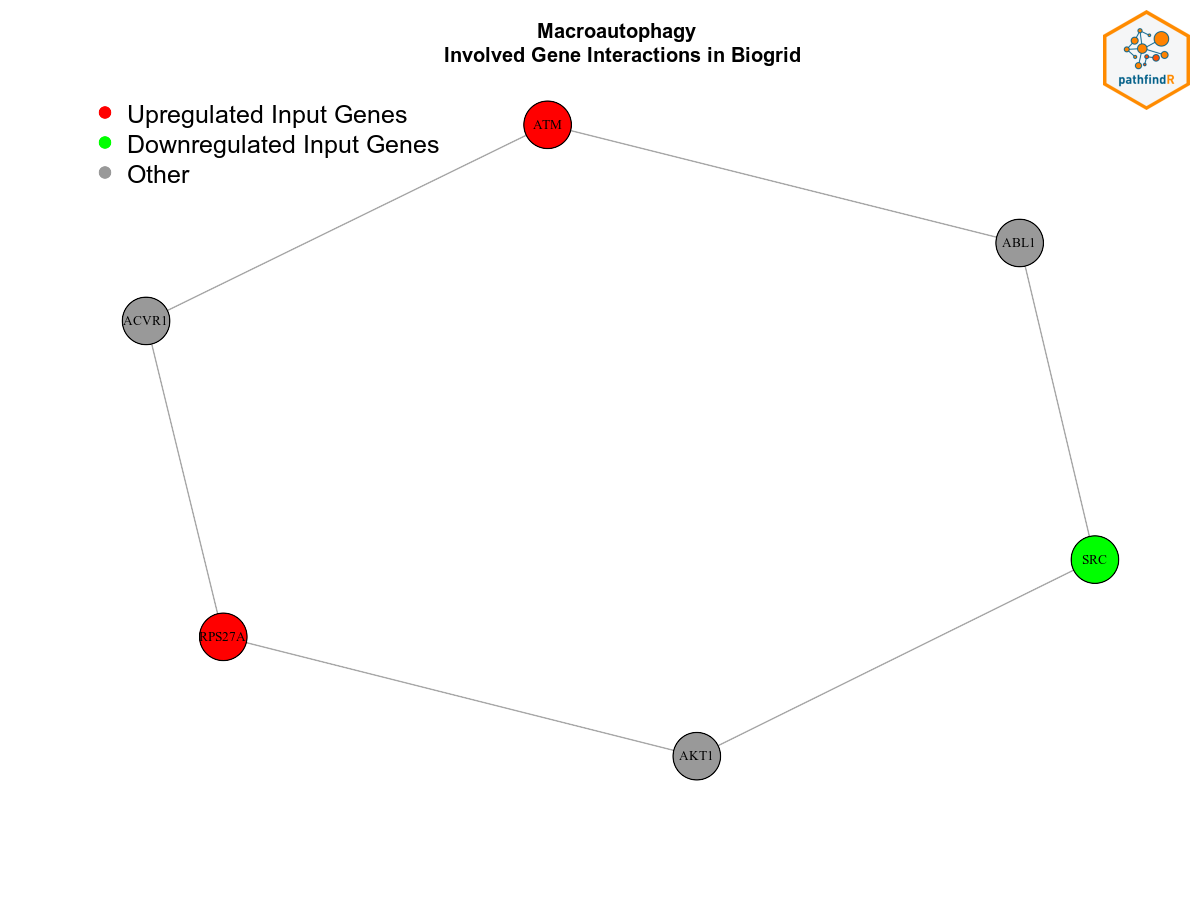 Macroautophagy
Involved Gene Interactions in Biogrid
pathfindR
Upregulated Input Genes
Downregulated Input Genes
Other
ATM
ABL1
ACVR1
SRC
RPS27A
AKT1